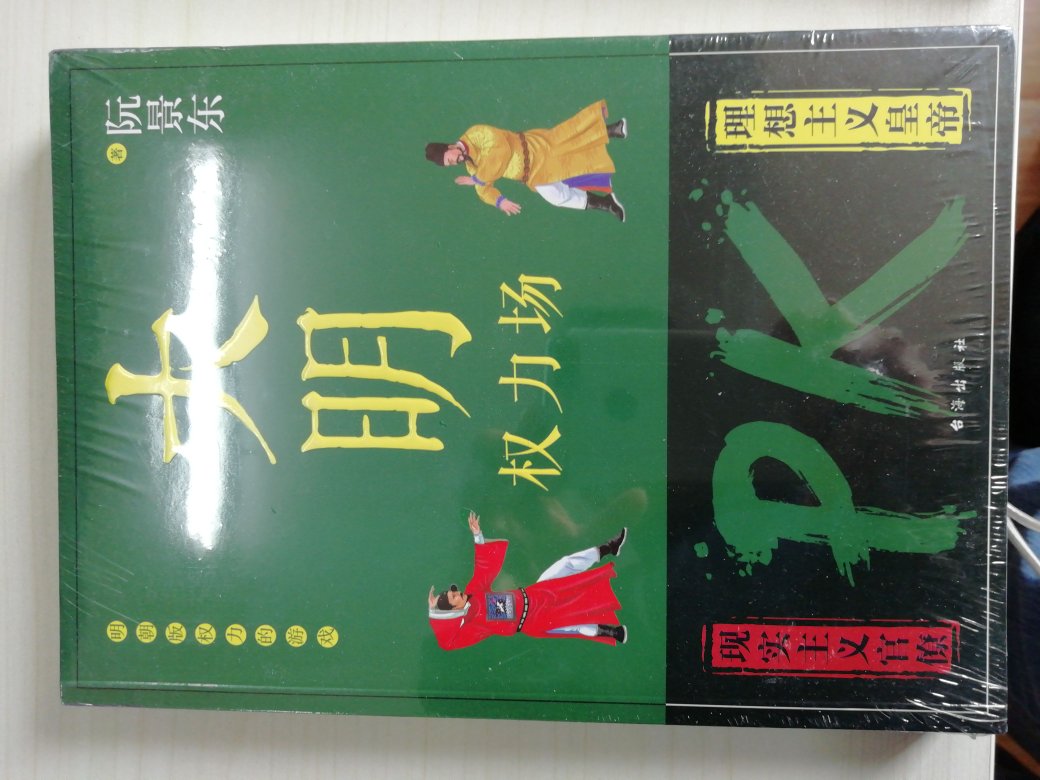 明朝版权力的游戏
阮景东
著
大
明
权力场
现实主义官僚
PK
理想主义皇帝
台海出版社